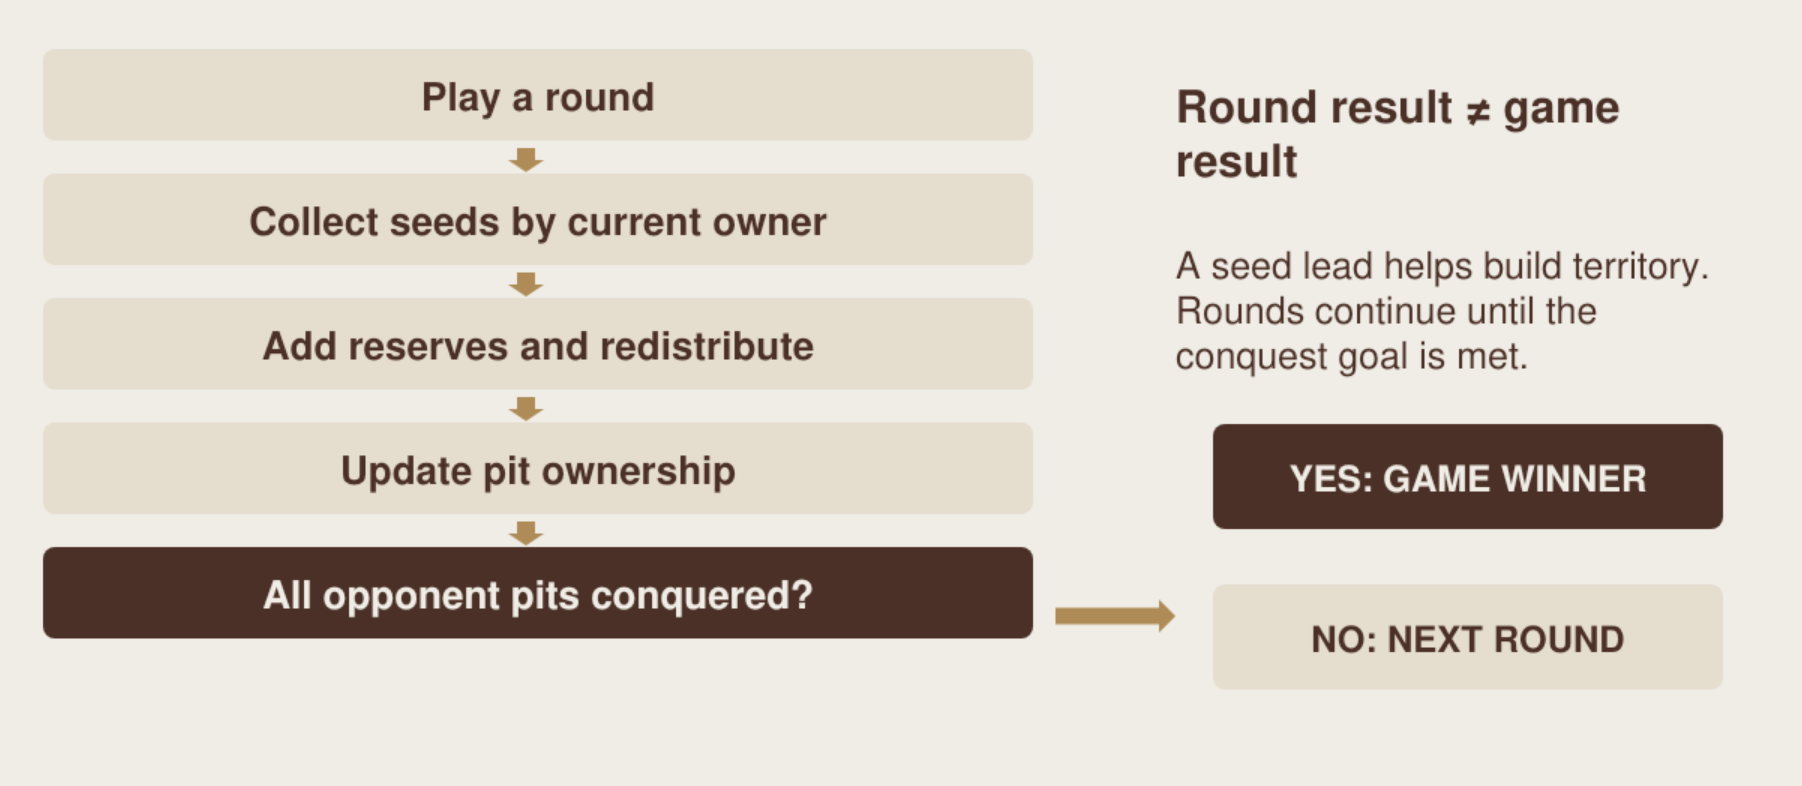 Play a round
Collect seeds by current owner
Add reserves and redistribute
Update pit ownership
All opponent pits conquered?
Round result ≠ game
result
A seed lead helps build territory.
Rounds continue until the
conquest goal is met.
YES: GAME WINNER
NO: NEXT ROUND